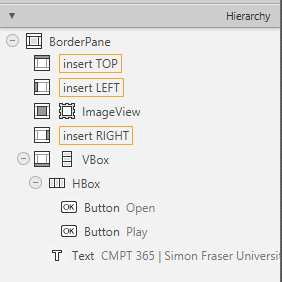 Hierarchy
BorderPane
insert TOP
insert LEFT
ImageView
insert RIGHT
VBox
HBox
OK Button Open
OK Button Play
T Text CMPT 365 | Simon Fraser Universit